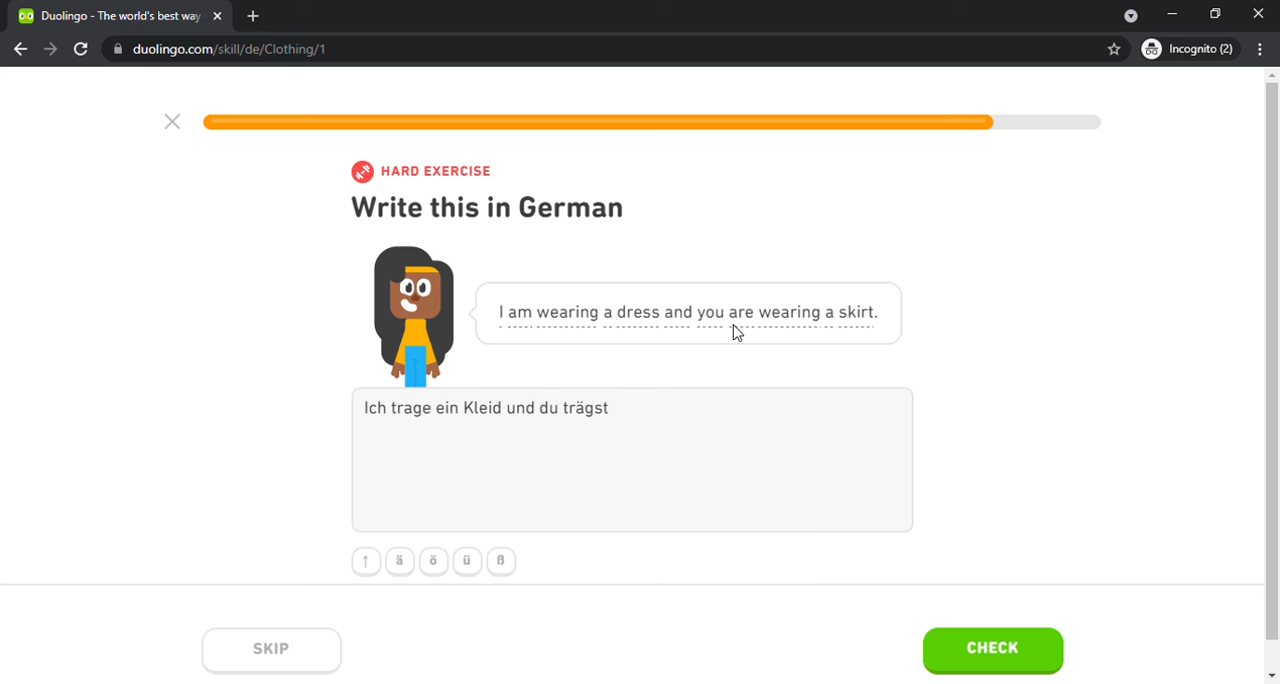 Duolingo - The world's best way
duolingo.com/skill/de/Clothing/1
Incognito (2)
HARD EXERCISE
Write this in German
I am wearing a dress and you are wearing a skirt.
Ich trage ein Kleid und du trägst
↑ ä ö ü ß
SKIP
CHECK